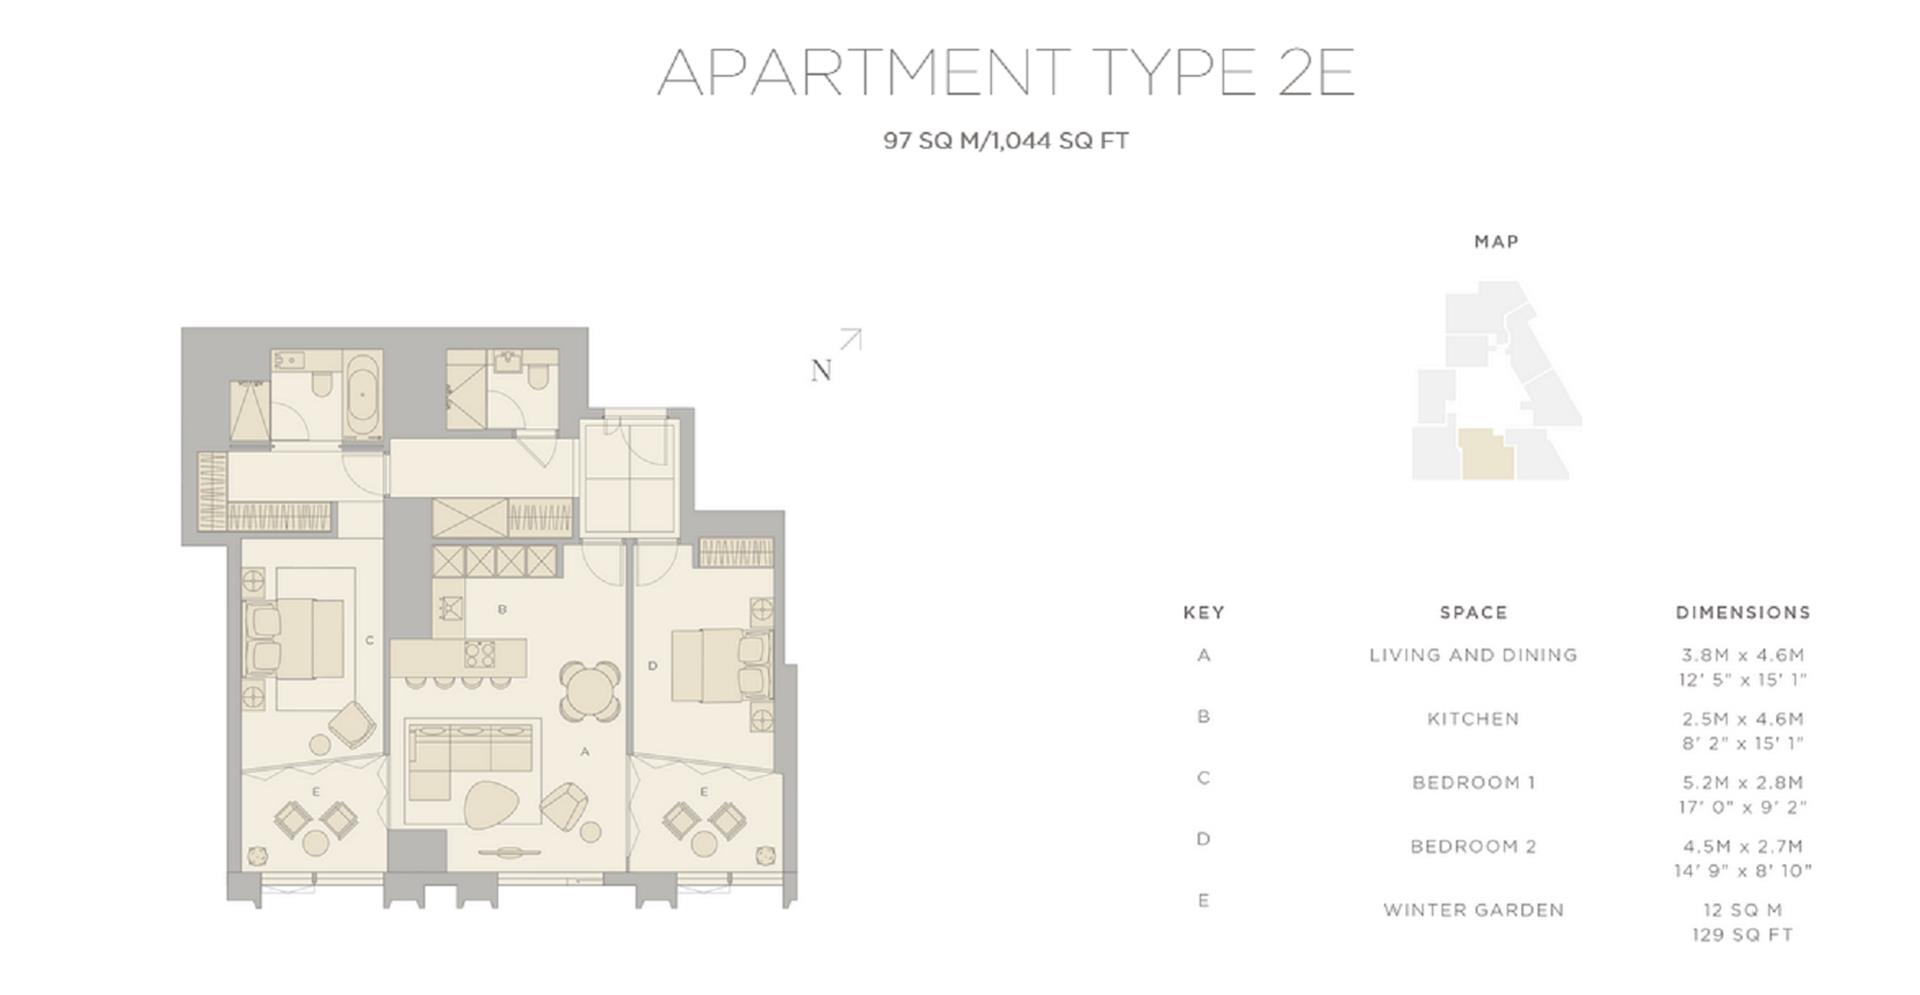 APARTMENT TYPE 2E
97 SQ M/1,044 SQ FT
MAP
N
B
C
D
A
E
E
KEY SPACE DIMENSIONS
A LIVING AND DINING 3.8M x 4.6M
12' 5" x 15' 1"
B KITCHEN 2.5M x 4.6M
8' 2" x 15' 1"
C BEDROOM 1 5.2M x 2.8M
17' 0" x 9' 2"
D BEDROOM 2 4.5M x 2.7M
14' 9" x 8' 10"
E WINTER GARDEN 12 SQ M
129 SQ FT